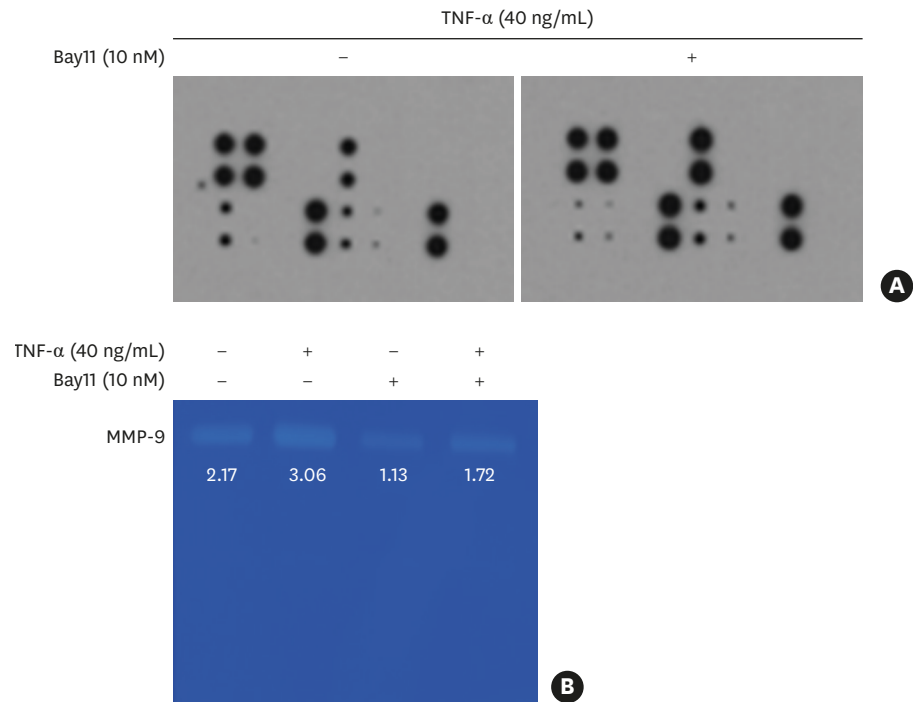 TNF-α (40 ng/mL)
Bay11 (10 nM) – +
A
TNF-α (40 ng/mL) – + – +
Bay11 (10 nM) – – + +
MMP-9
2.17 3.06 1.13 1.72
B